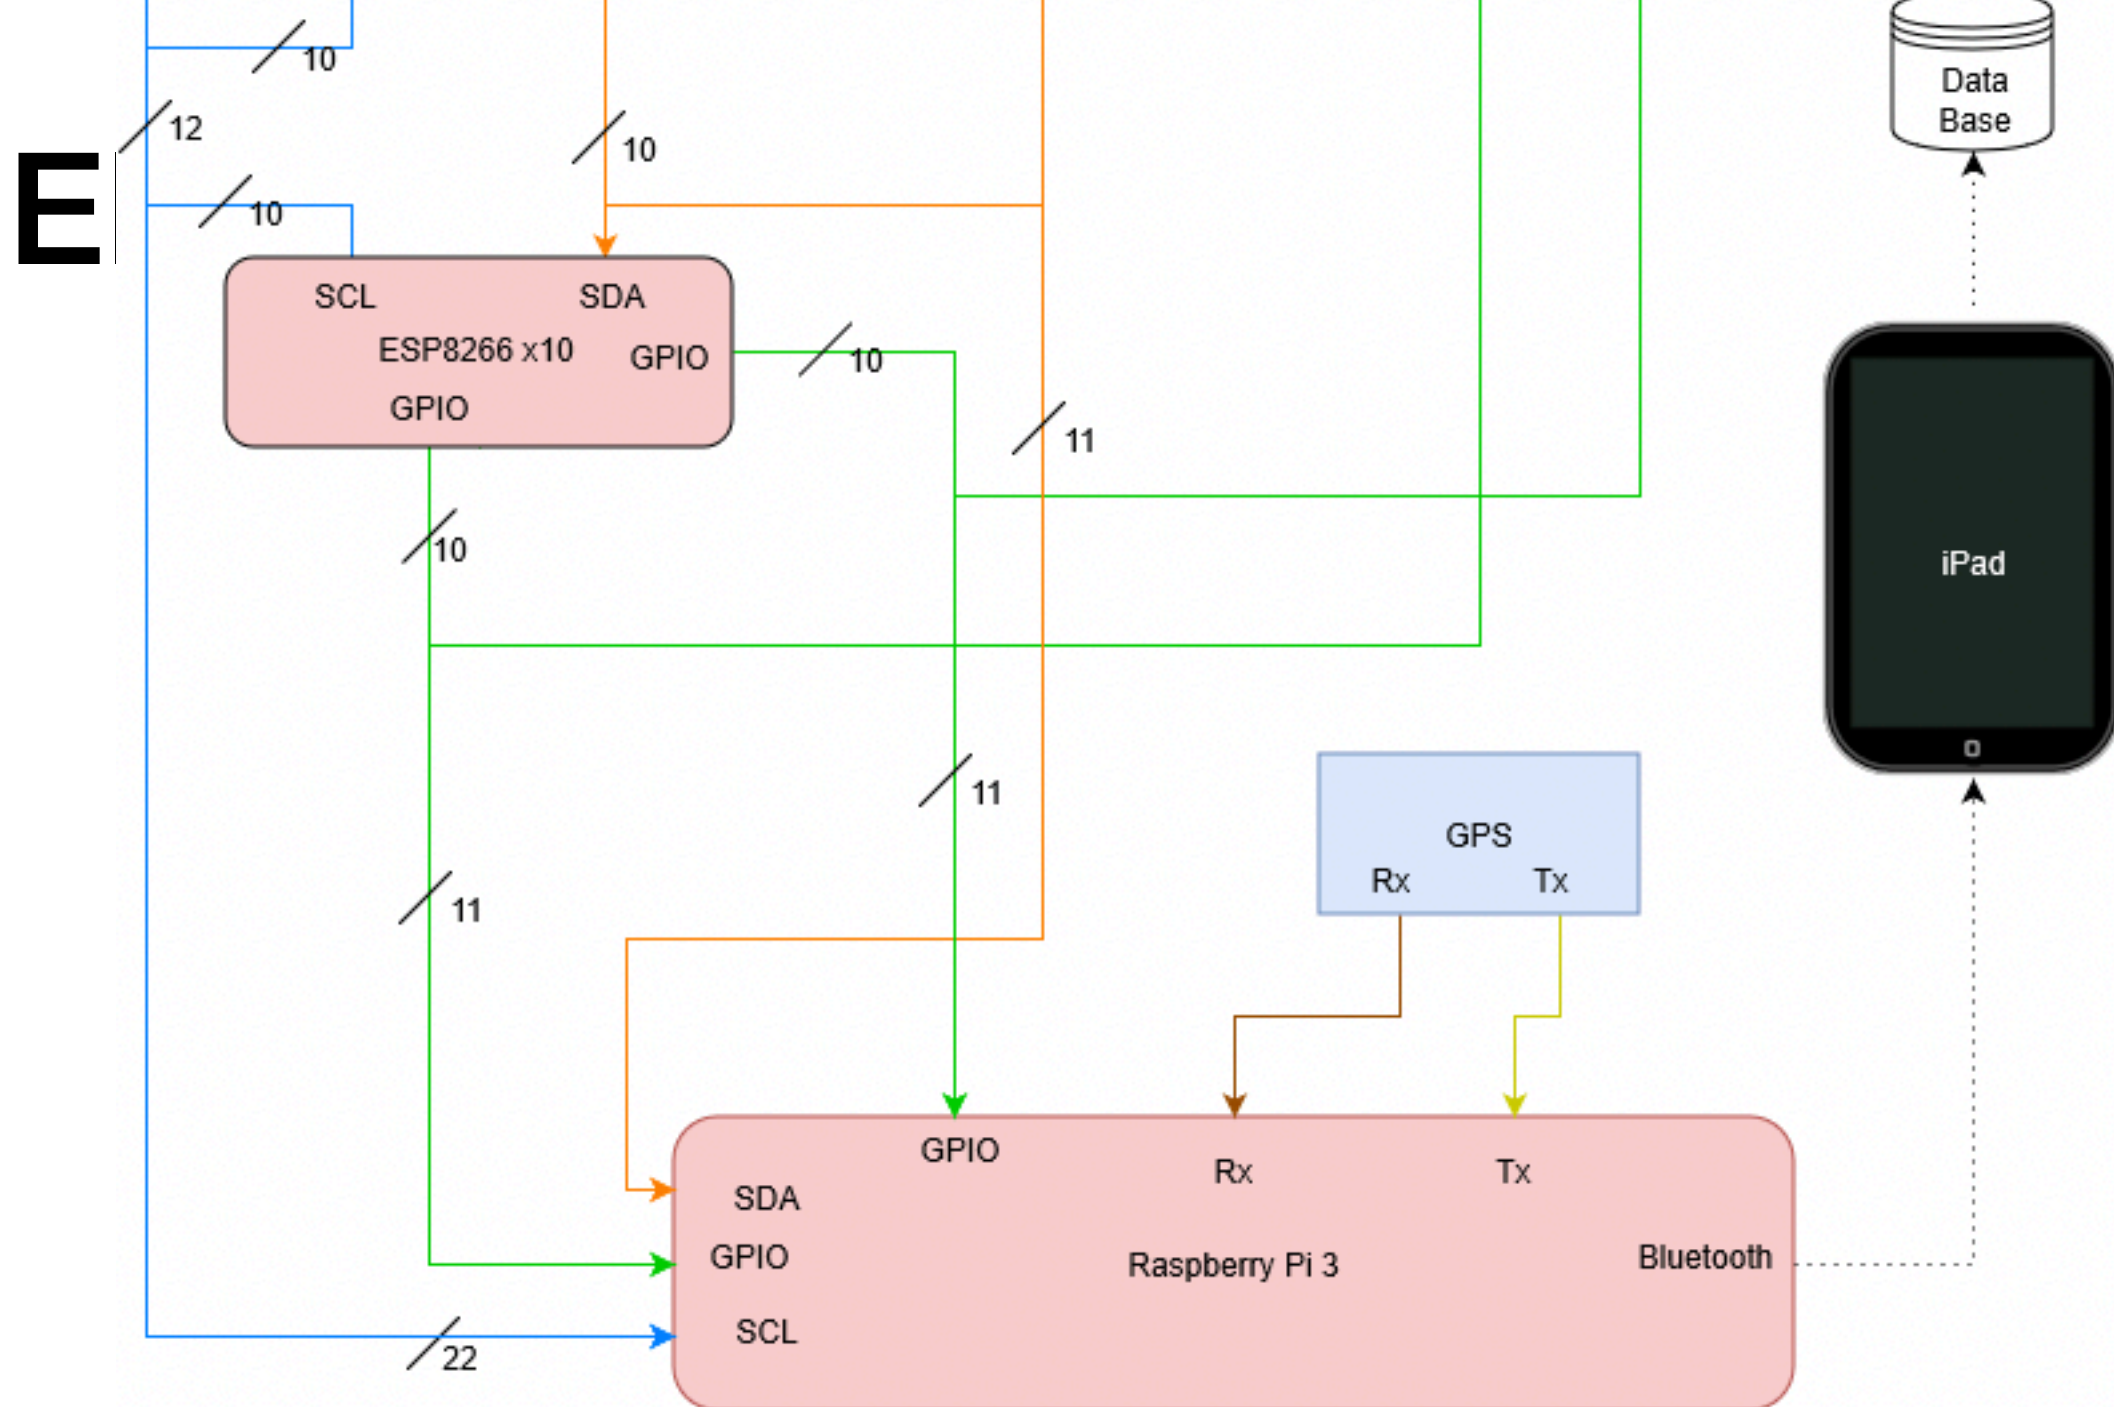 10
12
10
E
10
Data
Base
SCL
SDA
ESP8266 x10
GPIO
GPIO
10
11
10
iPad
11
11
GPS
Rx
Tx
GPIO
Rx
Tx
SDA
GPIO
Raspberry Pi 3
Bluetooth
SCL
22